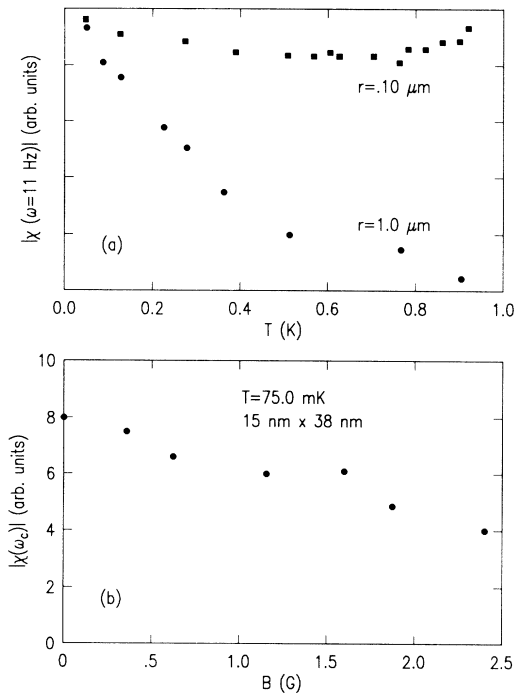 |χ (ω=11 Hz)| (arb. units)
r=.10 μm
r=1.0 μm
(a)
0.0 0.2 0.4 0.6 0.8 1.0
T (K)
10
8
6
4
2
0
|χ(ω_c)| (arb. units)
T=75.0 mK
15 nm x 38 nm
(b)
0 .5 1.0 1.5 2.0 2.5
B (G)